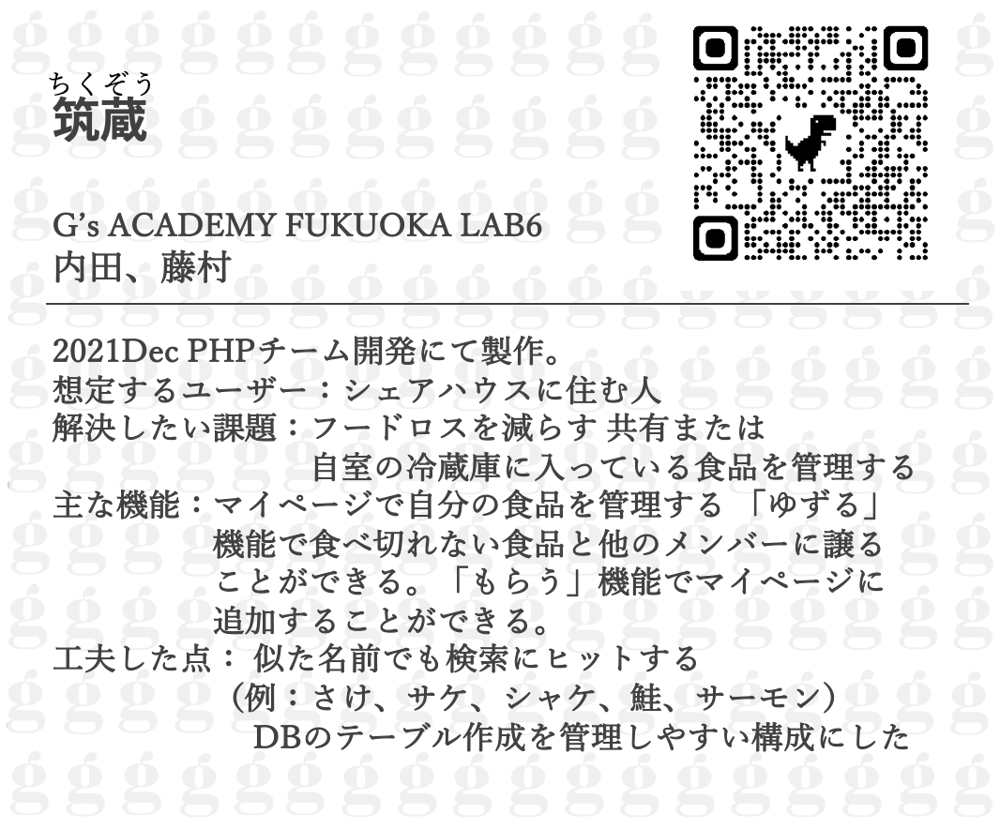 ちくぞう
筑蔵
G’s ACADEMY FUKUOKA LAB6
内田、藤村
2021Dec PHPチーム開発にて製作。
想定するユーザー：シェアハウスに住む人
解決したい課題：フードロスを減らす 共有または
自室の冷蔵庫に入っている食品を管理する
主な機能：マイページで自分の食品を管理する 「ゆずる」
機能で食べ切れない食品と他のメンバーに譲る
ことができる。「もらう」機能でマイページに
追加することができる。
工夫した点： 似た名前でも検索にヒットする
（例：さけ、サケ、シャケ、鮭、サーモン）
DBのテーブル作成を管理しやすい構成にした